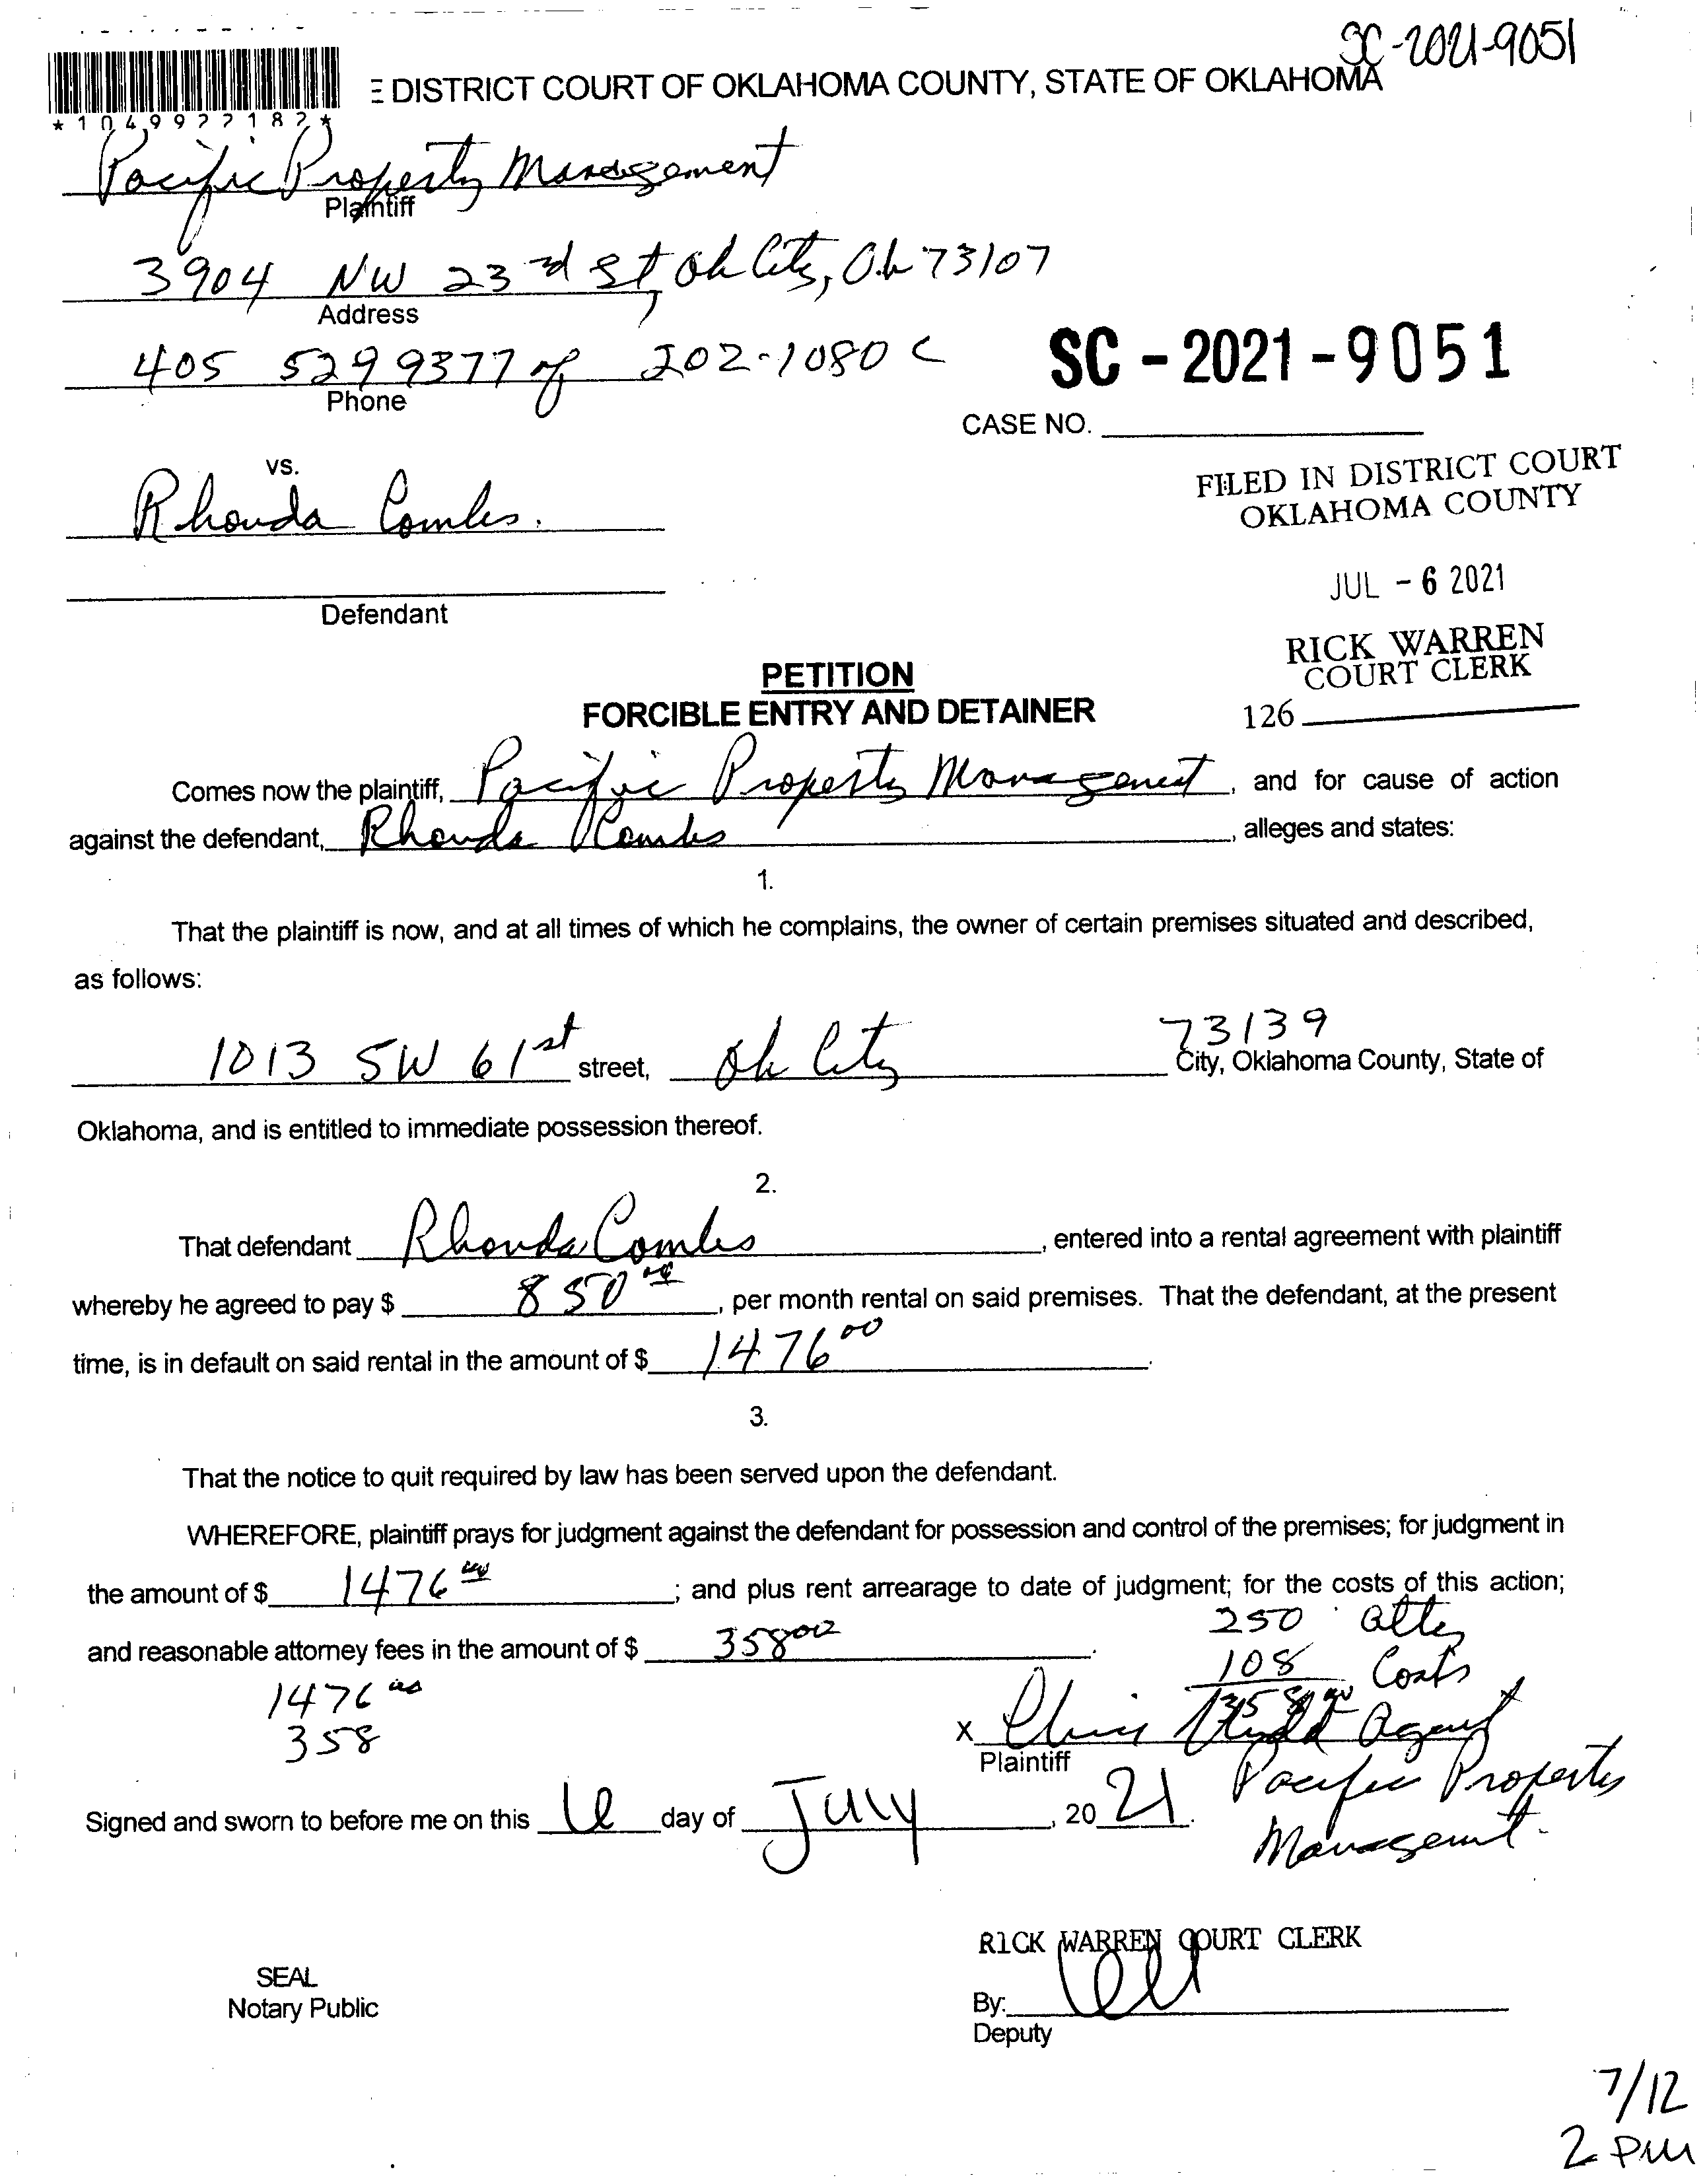 SC-2021-9051
E DISTRICT COURT OF OKLAHOMA COUNTY, STATE OF OKLAHOMA
* 1 0 4 9 9 2 2 1 8 2 *
Pacific Property Management
Plaintiff
3904 NW 23rd St, Ok City, Ok 73107
Address
405 529 9377 of 202-1080 C
Phone
SC - 2021 - 9051
CASE NO.
vs.
FILED IN DISTRICT COURT
OKLAHOMA COUNTY
Rhonda Combs.
JUL - 6 2021
Defendant
RICK WARREN
COURT CLERK
126
PETITION
FORCIBLE ENTRY AND DETAINER
Comes now the plaintiff, Pacific Property Management, and for cause of action
against the defendant, Rhonda Combs, alleges and states:
1.
That the plaintiff is now, and at all times of which he complains, the owner of certain premises situated and described,
as follows:
73139
1013 SW 61st street, Ok City City, Oklahoma County, State of
Oklahoma, and is entitled to immediate possession thereof.
2.
That defendant Rhonda Combs, entered into a rental agreement with plaintiff
whereby he agreed to pay $ 850 00, per month rental on said premises. That the defendant, at the present
time, is in default on said rental in the amount of $ 1476 00.
3.
That the notice to quit required by law has been served upon the defendant.
WHEREFORE, plaintiff prays for judgment against the defendant for possession and control of the premises; for judgment in
the amount of $ 1476 00; and plus rent arrearage to date of judgment; for the costs of this action;
250 atty
and reasonable attorney fees in the amount of $ 358 00.
108 Costs
1476 00
358 00
358
x Chris Agent
Plaintiff
Pacific Property
Management.
Signed and sworn to before me on this 6 day of July, 20 21.
RICK WARREN COURT CLERK
SEAL
Notary Public
By:
Deputy
7/12
2 PM